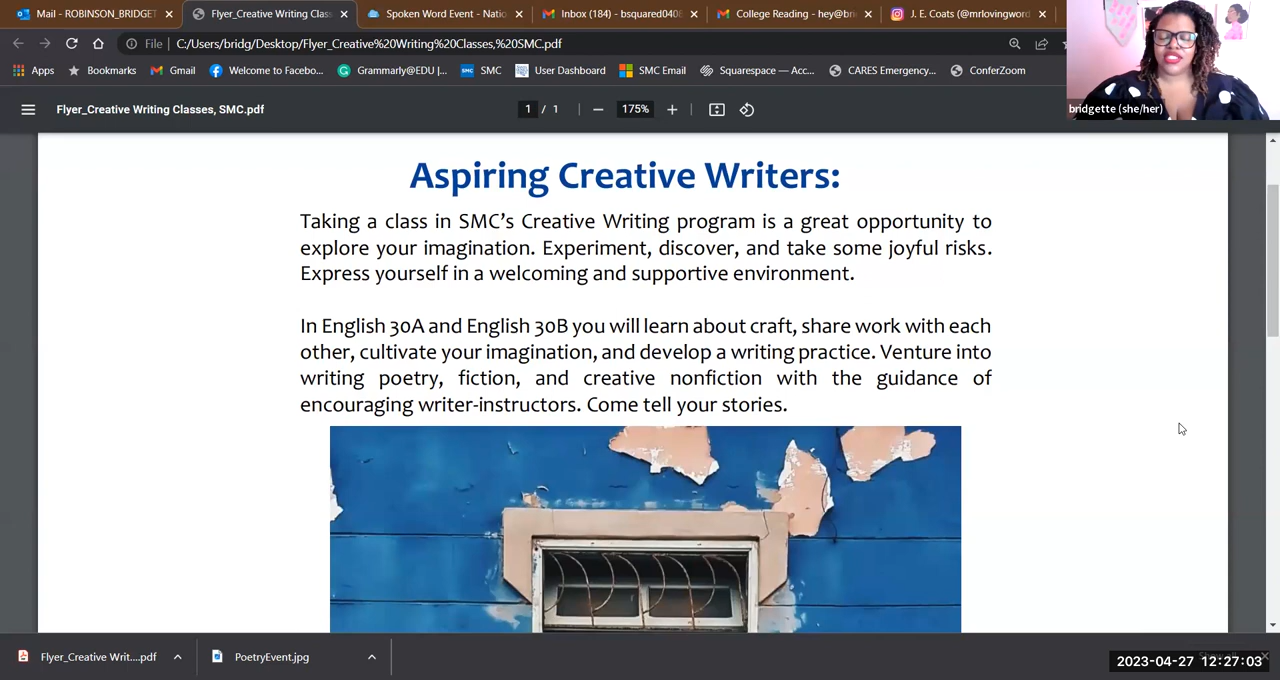 Mail - ROBINSON_BRIDGET
Flyer_Creative Writing Clas
Spoken Word Event - Natio
Inbox (184) - bsquared040
College Reading - hey@bri
J. E. Coats (@mrlovingword
File | C:/Users/bridg/Desktop/Flyer_Creative%20Writing%20Classes,%20SMC.pdf
Apps
Bookmarks
Gmail
Welcome to Facebo...
Grammarly@EDU |...
SMC
User Dashboard
SMC Email
Squarespace — Acc...
CARES Emergency...
ConferZoom
bridgette (she/her)
Flyer_Creative Writing Classes, SMC.pdf
1 / 1
175%
Aspiring Creative Writers:
Taking a class in SMC's Creative Writing program is a great opportunity to
explore your imagination. Experiment, discover, and take some joyful risks.
Express yourself in a welcoming and supportive environment.
In English 30A and English 30B you will learn about craft, share work with each
other, cultivate your imagination, and develop a writing practice. Venture into
writing poetry, fiction, and creative nonfiction with the guidance of
encouraging writer-instructors. Come tell your stories.
Flyer_Creative Writ....pdf
PoetryEvent.jpg
2023-04-27 12:27:03